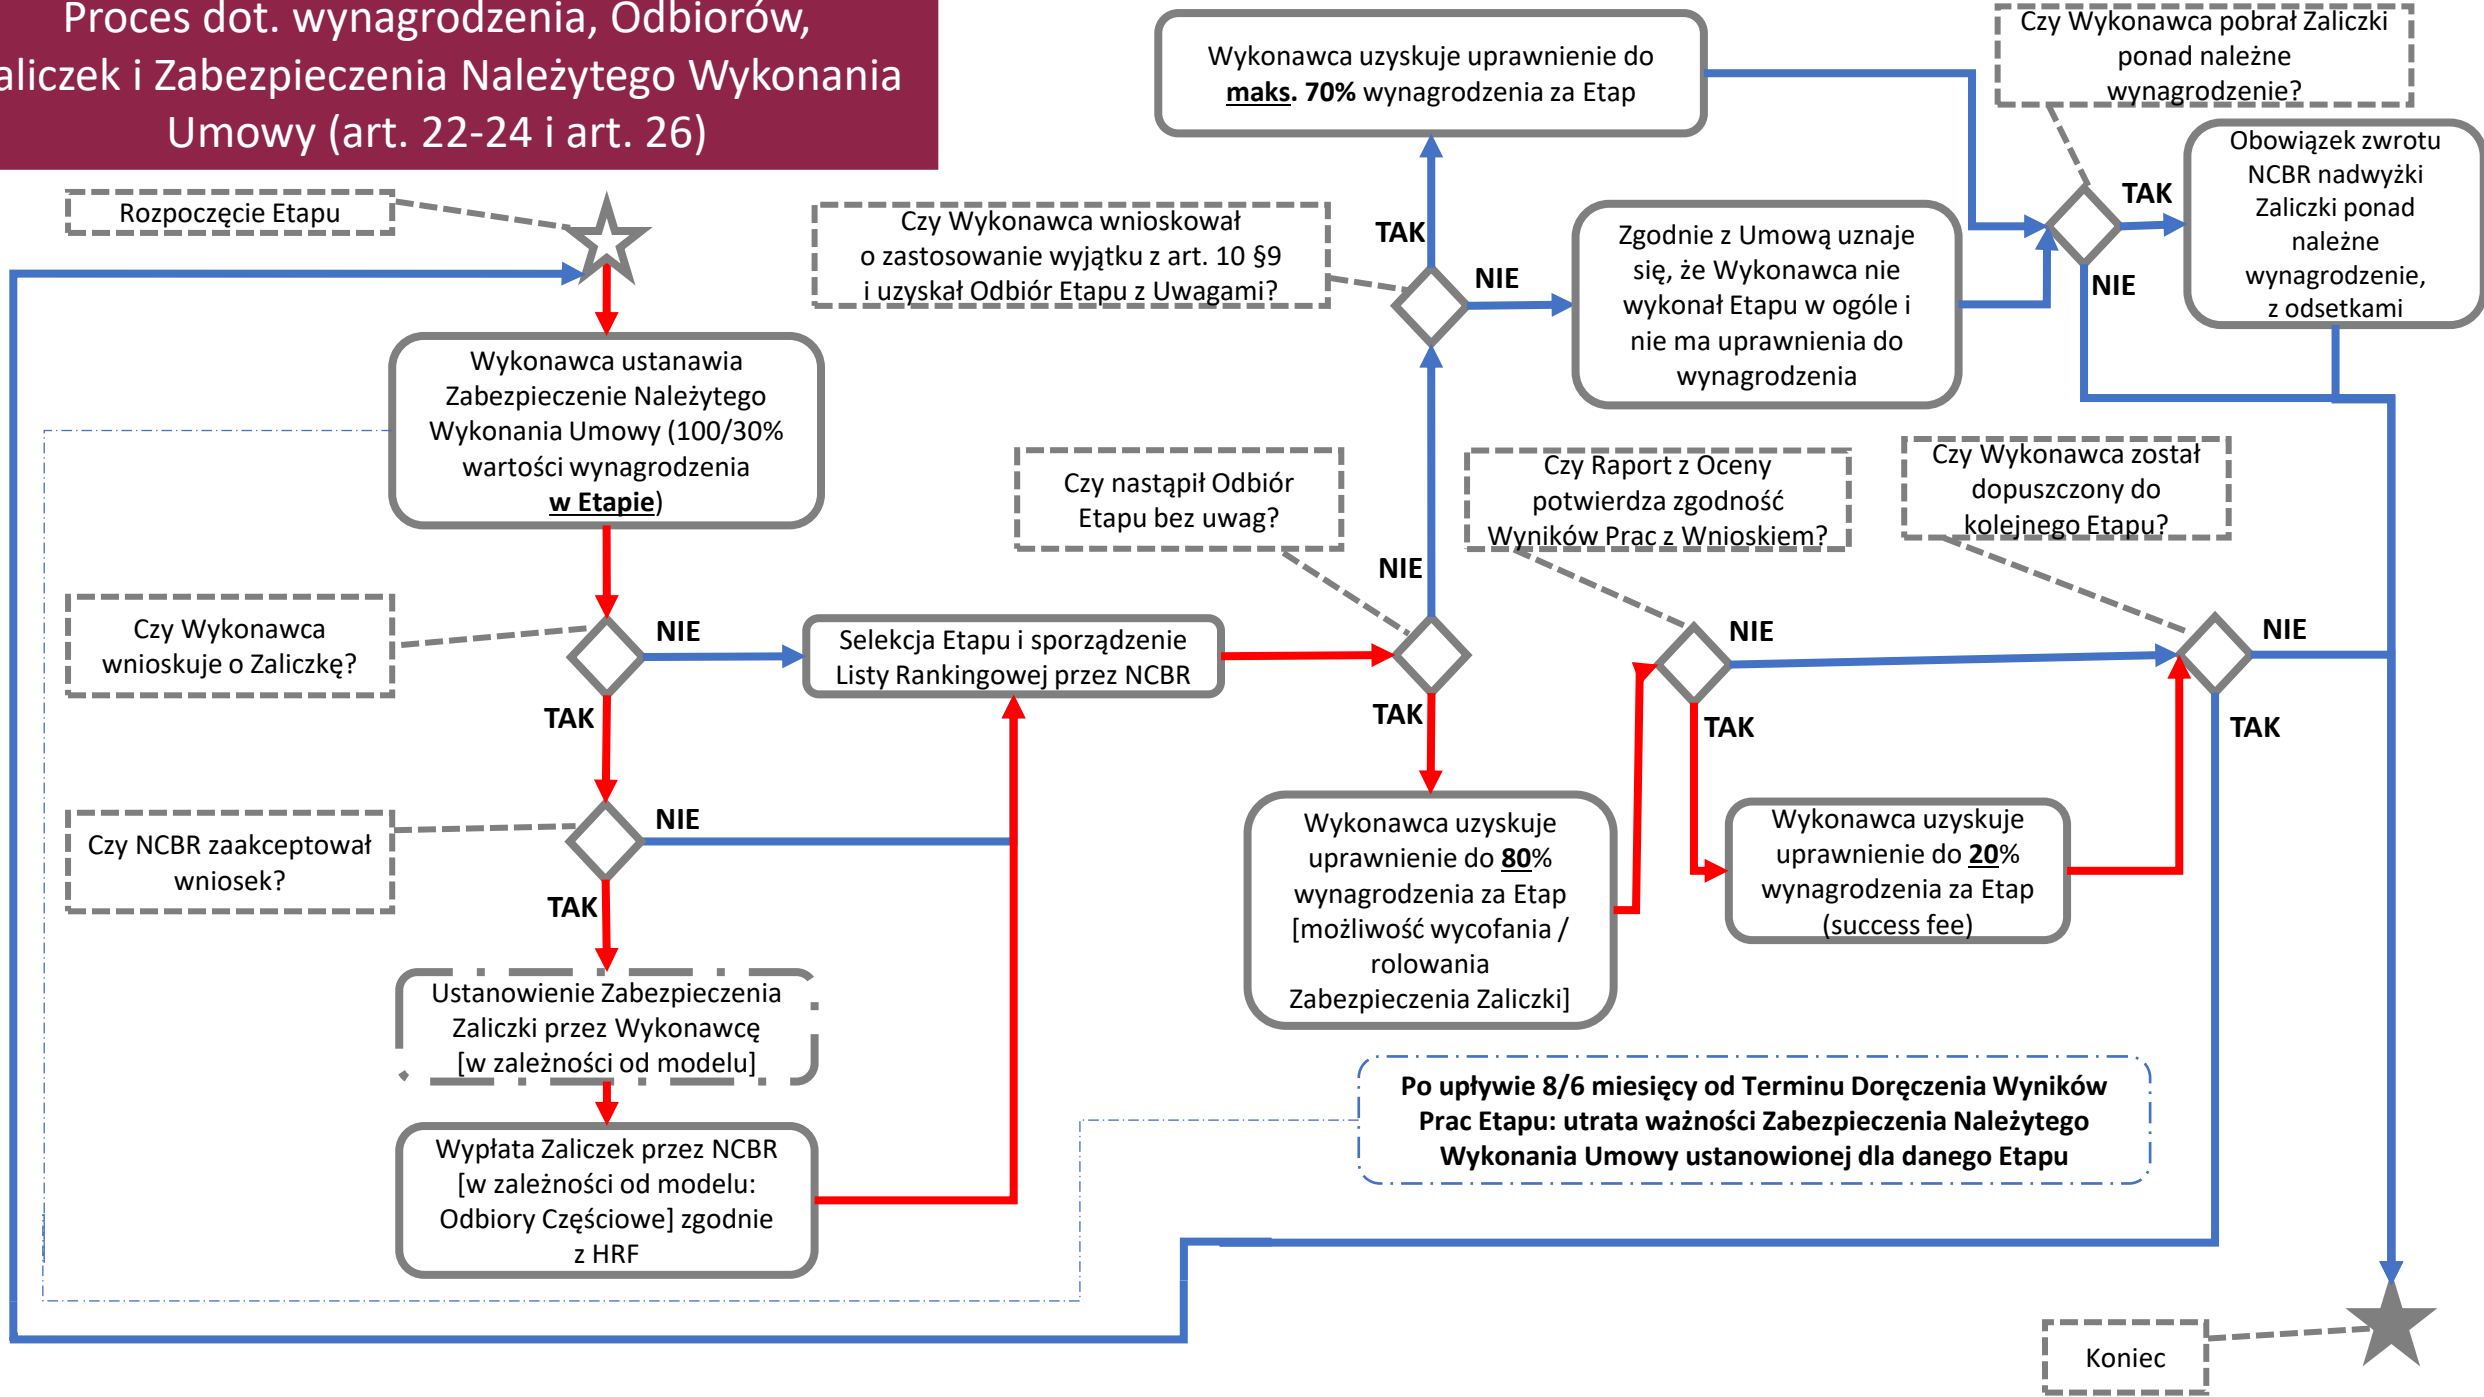 Proces dot. wynagrodzenia, Odbiorów,
aliczek i Zabezpieczenia Należytego Wykonania
Umowy (art. 22-24 i art. 26)
Rozpoczęcie Etapu
Wykonawca ustanawia
Zabezpieczenie Należytego
Wykonania Umowy (100/30%
wartości wynagrodzenia
w Etapie)
Czy Wykonawca
wnioskuje o Zaliczkę?
NIE
TAK
Czy NCBR zaakceptował
wniosek?
NIE
TAK
Ustanowienie Zabezpieczenia
Zaliczki przez Wykonawcę
[w zależności od modelu]
Wypłata Zaliczek przez NCBR
[w zależności od modelu:
Odbiory Częściowe] zgodnie
z HRF
Selekcja Etapu i sporządzenie
Listy Rankingowej przez NCBR
Czy nastąpił Odbiór
Etapu bez uwag?
NIE
TAK
Czy Wykonawca wnioskował
o zastosowanie wyjątku z art. 10 §9
i uzyskał Odbiór Etapu z Uwagami?
TAK
NIE
Wykonawca uzyskuje uprawnienie do
maks. 70% wynagrodzenia za Etap
Zgodnie z Umową uznaje
się, że Wykonawca nie
wykonał Etapu w ogóle i
nie ma uprawnienia do
wynagrodzenia
Czy Wykonawca pobrał Zaliczki
ponad należne
wynagrodzenie?
TAK
NIE
Obowiązek zwrotu
NCBR nadwyżki
Zaliczki ponad
należne
wynagrodzenie,
z odsetkami
Wykonawca uzyskuje
uprawnienie do 80%
wynagrodzenia za Etap
[możliwość wycofania /
rolowania
Zabezpieczenia Zaliczki]
Czy Raport z Oceny
potwierdza zgodność
Wyników Prac z Wnioskiem?
NIE
TAK
Wykonawca uzyskuje
uprawnienie do 20%
wynagrodzenia za Etap
(success fee)
Czy Wykonawca został
dopuszczony do
kolejnego Etapu?
NIE
TAK
Po upływie 8/6 miesięcy od Terminu Doręczenia Wyników
Prac Etapu: utrata ważności Zabezpieczenia Należytego
Wykonania Umowy ustanowionej dla danego Etapu
Koniec